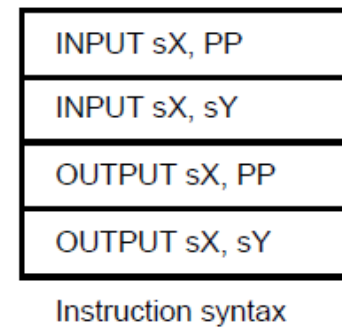 INPUT sX, PP
INPUT sX, sY
OUTPUT sX, PP
OUTPUT sX, sY
Instruction syntax